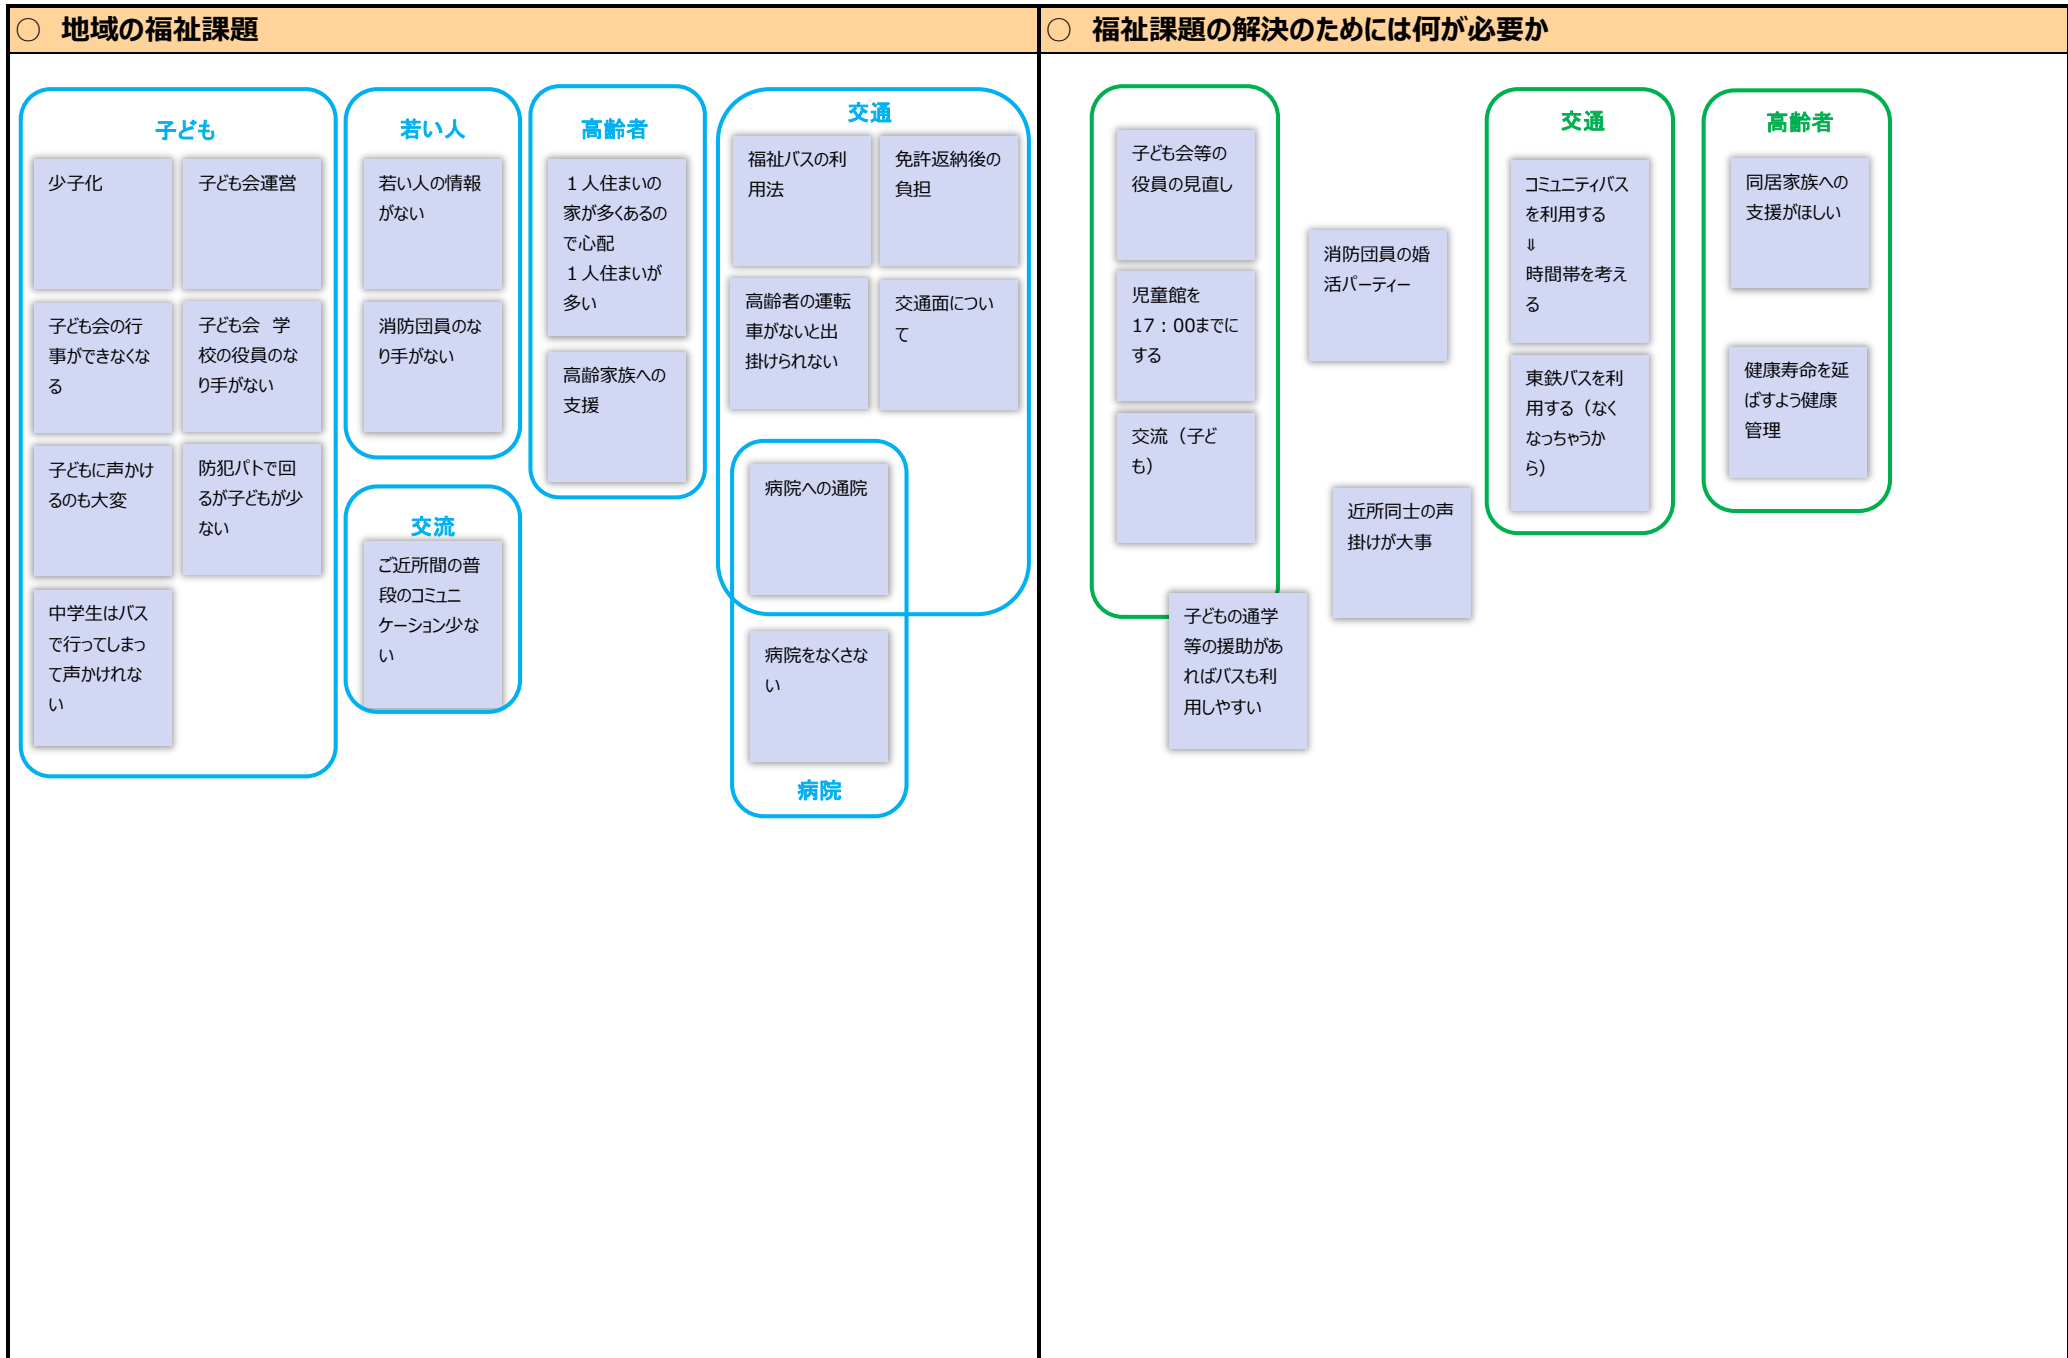 ○ 地域の福祉課題
子ども
少子化
子ども会運営
子ども会の行
事ができなくな
る
子ども会 学
校の役員のな
り手がない
子どもに声かけ
るのも大変
防犯パトで回
るが子どもが少
ない
中学生はバス
で行ってしまっ
て声かけれな
い
若い人
若い人の情報
がない
消防団員のな
り手がない
交流
ご近所間の普
段のコミュニ
ケーション少な
い
高齢者
1人住まいの
家が多くあるの
で心配
1人住まいが
多い
高齢家族への
支援
交通
福祉バスの利
用法
免許返納後の
負担
高齢者の運転
車がないと出
掛けられない
交通面につい
て
病院への通院
病院をなくさな
い
病院
○ 福祉課題の解決のためには何が必要か
子ども会等の
役員の見直し
児童館を
17：00までに
する
交流（子ど
も）
子どもの通学
等の援助があ
ればバスも利
用しやすい
消防団員の婚
活パーティー
近所同士の声
掛けが大事
交通
コミュニティバス
を利用する
⇓
時間帯を考え
る
東鉄バスを利
用する（なく
なっちゃうか
ら）
高齢者
同居家族への
支援がほしい
健康寿命を延
ばすよう健康
管理